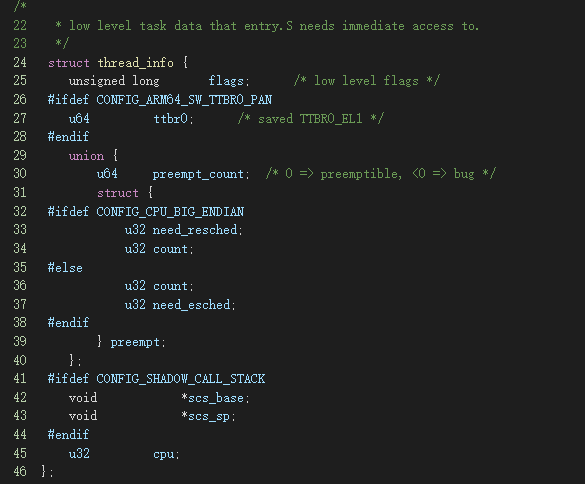 /*
22 * low level task data that entry.S needs immediate access to.
23 */
24 struct thread_info {
25 unsigned long flags; /* low level flags */
26 #ifdef CONFIG_ARM64_SW_TTBR0_PAN
27 u64 ttbr0; /* saved TTBR0_EL1 */
28 #endif
29 union {
30 u64 preempt_count; /* 0 => preemptible, <0 => bug */
31 struct {
32 #ifdef CONFIG_CPU_BIG_ENDIAN
33 u32 need_resched;
34 u32 count;
35 #else
36 u32 count;
37 u32 need_esched;
38 #endif
39 } preempt;
40 };
41 #ifdef CONFIG_SHADOW_CALL_STACK
42 void *scs_base;
43 void *scs_sp;
44 #endif
45 u32 cpu;
46 };